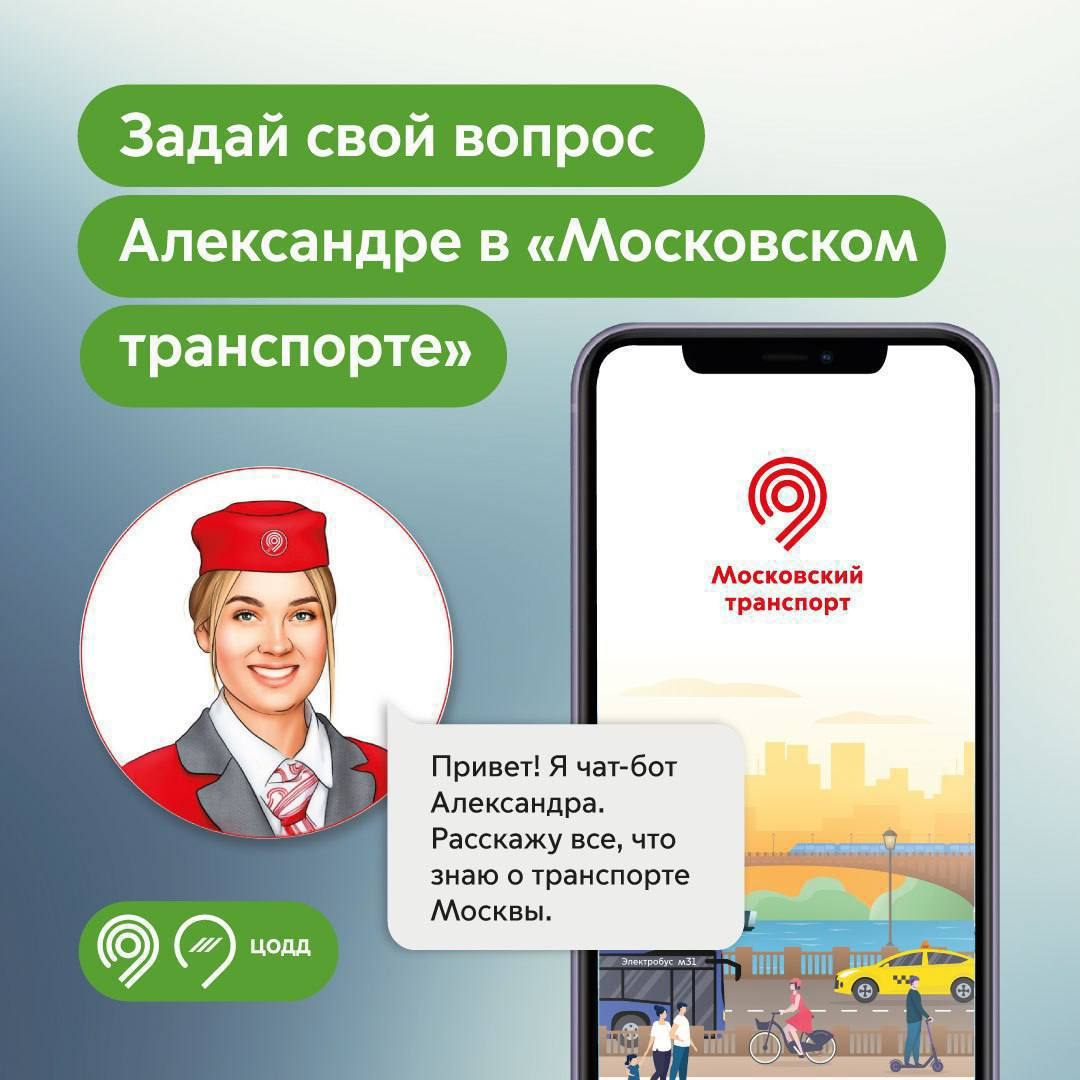 Задай свой вопрос
Александре в «Московском
транспорте»
Московский
транспорт
Привет! Я чат-бот
Александра.
Расскажу все, что
знаю о транспорте
Москвы.
Электробус м31
ЦОДД